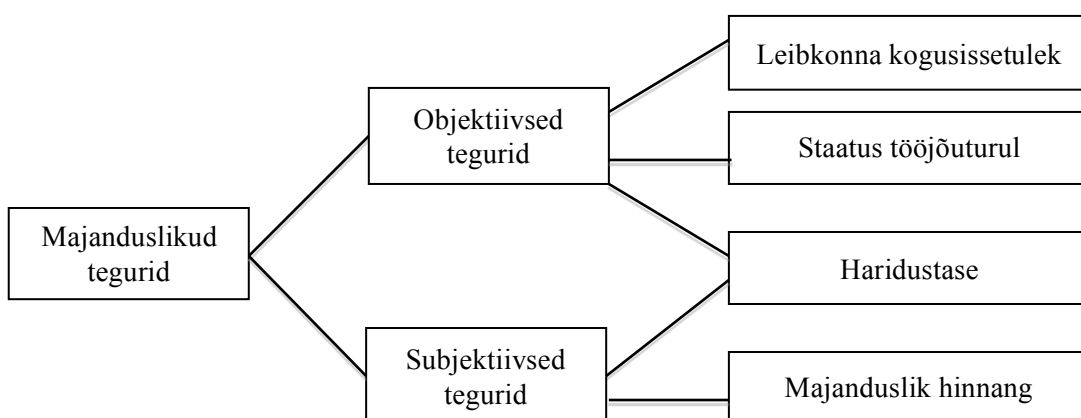 Majanduslikud
tegurid
Objektiivsed
tegurid
Subjektiivsed
tegurid
Leibkonna kogusissetulek
Staatus tööjõuturul
Haridustase
Majanduslik hinnang